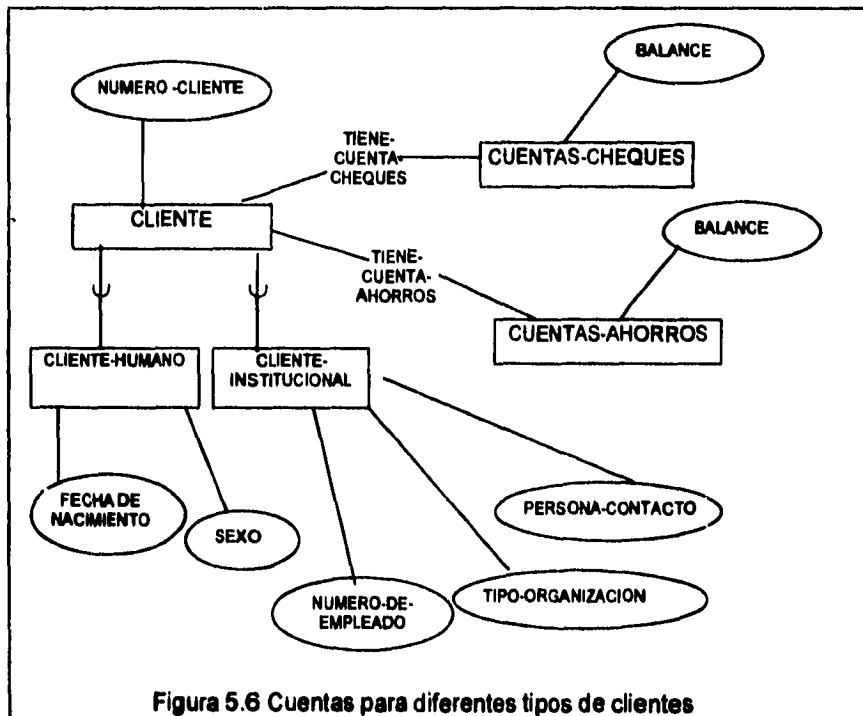 BALANCE
NUMERO -CLIENTE
TIENE-
CUENTA-
CHEQUES
CUENTAS-CHEQUES
CLIENTE
BALANCE
TIENE-
CUENTA-
AHORROS
CUENTAS-AHORROS
CLIENTE-HUMANO
CLIENTE-
INSTITUCIONAL
FECHA DE
NACIMIENTO
SEXO
PERSONA-CONTACTO
NUMERO-DE-
EMPLEADO
TIPO-ORGANIZACION
Figura 5.6 Cuentas para diferentes tipos de clientes